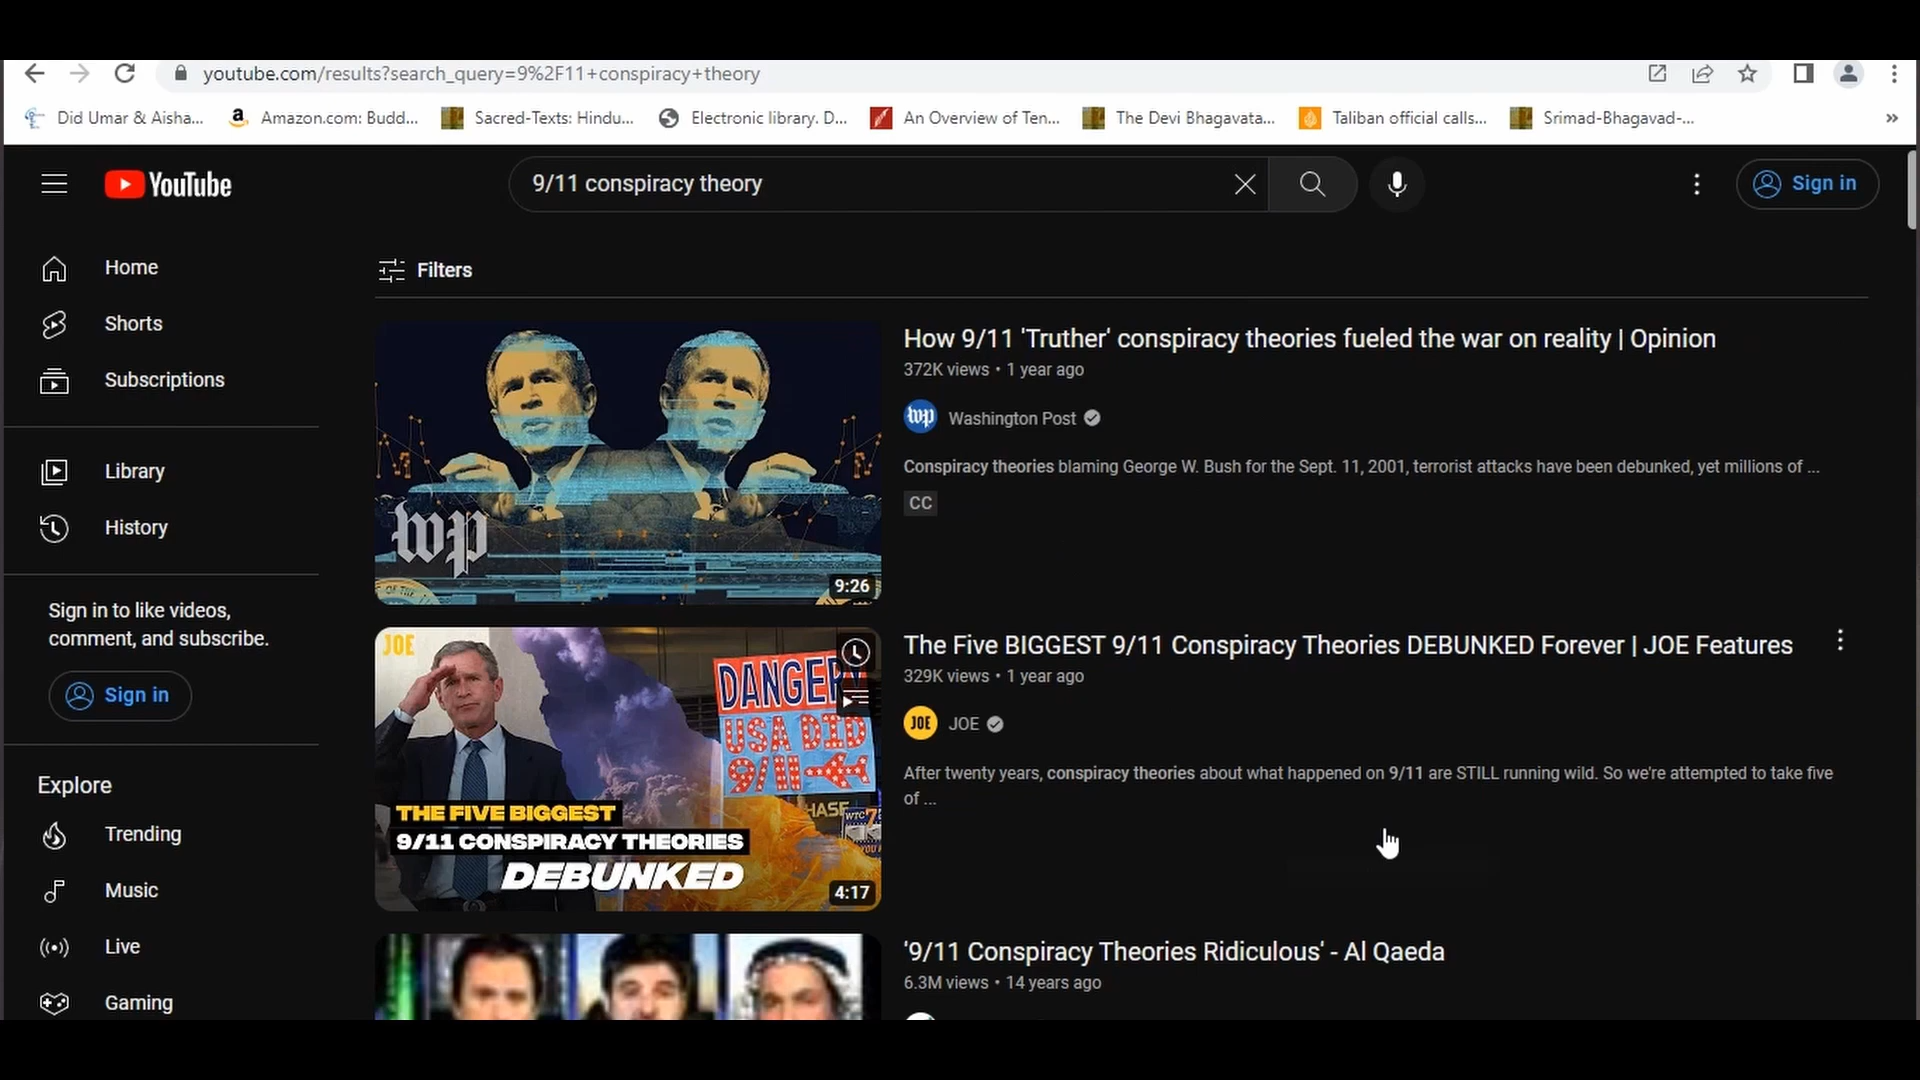 youtube.com/results?search_query=9%2F11+conspiracy+theory
Did Umar & Aisha...
Amazon.com: Budd...
Sacred-Texts: Hindu...
Electronic library. D...
An Overview of Ten...
The Devi Bhagavata...
Taliban official calls...
Srimad-Bhagavad-...
»
YouTube
9/11 conspiracy theory
Sign in
Home
Shorts
Subscriptions
Library
History
Sign in to like videos,
comment, and subscribe.
Sign in
Explore
Trending
Music
Live
Gaming
Filters
wp
9:26
How 9/11 'Truther' conspiracy theories fueled the war on reality | Opinion
372K views • 1 year ago
wp
Washington Post
Conspiracy theories blaming George W. Bush for the Sept. 11, 2001, terrorist attacks have been debunked, yet millions of ...
CC
JOE
DANGER
USA DID
9/11
CHASE
WTC 7
THE FIVE BIGGEST
9/11 CONSPIRACY THEORIES
DEBUNKED
4:17
The Five BIGGEST 9/11 Conspiracy Theories DEBUNKED Forever | JOE Features
329K views • 1 year ago
JOE
JOE
After twenty years, conspiracy theories about what happened on 9/11 are STILL running wild. So we're attempted to take five
of ...
'9/11 Conspiracy Theories Ridiculous' - Al Qaeda
6.3M views • 14 years ago